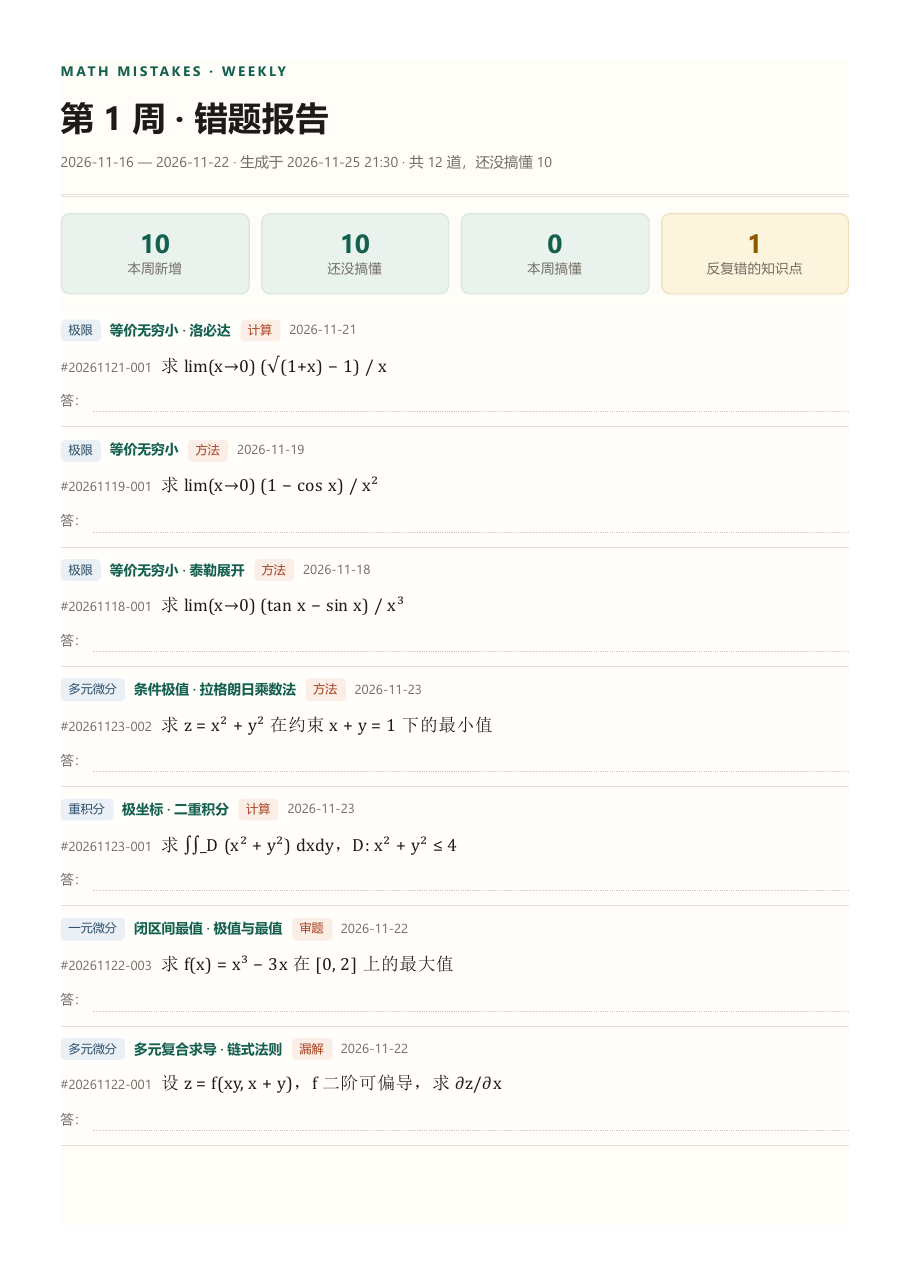 MATH MISTAKES · WEEKLY
第 1 周 · 错题报告
2026-11-16 — 2026-11-22 · 生成于 2026-11-25 21:30 · 共 12 道，还没搞懂 10
10
本周新增
10
还没搞懂
0
本周搞懂
1
反复错的知识点
极限 等价无穷小 · 洛必达 计算 2026-11-21
#20261121-001 求 lim(x→0) (√(1+x) − 1) / x
答：
极限 等价无穷小 方法 2026-11-19
#20261119-001 求 lim(x→0) (1 − cos x) / x²
答：
极限 等价无穷小 · 泰勒展开 方法 2026-11-18
#20261118-001 求 lim(x→0) (tan x − sin x) / x³
答：
多元微分 条件极值 · 拉格朗日乘数法 方法 2026-11-23
#20261123-002 求 z = x² + y² 在约束 x + y = 1 下的最小值
答：
重积分 极坐标 · 二重积分 计算 2026-11-23
#20261123-001 求 ∫∫_D (x² + y²) dxdy，D: x² + y² ≤ 4
答：
一元微分 闭区间最值 · 极值与最值 审题 2026-11-22
#20261122-003 求 f(x) = x³ − 3x 在 [0, 2] 上的最大值
答：
多元微分 多元复合求导 · 链式法则 漏解 2026-11-22
#20261122-001 设 z = f(xy, x + y)，f 二阶可偏导，求 ∂z/∂x
答：